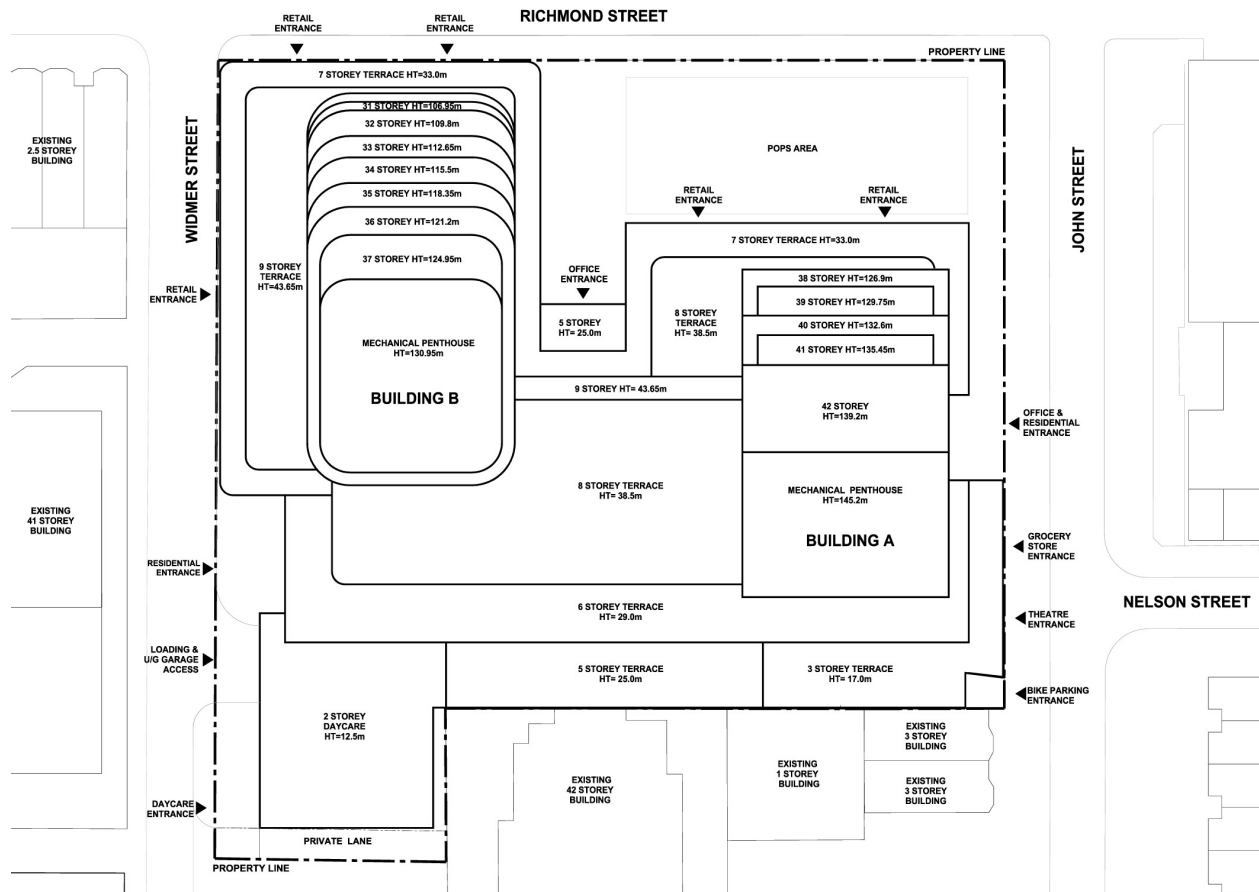 RICHMOND STREET
RETAIL
ENTRANCE
RETAIL
ENTRANCE
PROPERTY LINE
7 STOREY TERRACE HT=33.0m
31 STOREY HT=106.95m
32 STOREY HT=109.8m
33 STOREY HT=112.65m
34 STOREY HT=115.5m
35 STOREY HT=118.35m
36 STOREY HT=121.2m
37 STOREY HT=124.95m
MECHANICAL PENTHOUSE
HT=130.95m
BUILDING B
9 STOREY
TERRACE
HT=43.65m
EXISTING
2.5 STOREY
BUILDING
WIDMER STREET
POPS AREA
JOHN STREET
RETAIL
ENTRANCE
RETAIL
ENTRANCE
7 STOREY TERRACE HT=33.0m
OFFICE
ENTRANCE
5 STOREY
HT= 25.0m
8 STOREY
TERRACE
HT= 38.5m
38 STOREY HT=126.9m
39 STOREY HT=129.75m
40 STOREY HT=132.6m
41 STOREY HT=135.45m
RETAIL
ENTRANCE
9 STOREY HT= 43.65m
42 STOREY
HT=139.2m
OFFICE &
RESIDENTIAL
ENTRANCE
8 STOREY TERRACE
HT= 38.5m
MECHANICAL PENTHOUSE
HT=145.2m
BUILDING A
EXISTING
41 STOREY
BUILDING
GROCERY
STORE
ENTRANCE
RESIDENTIAL
ENTRANCE
NELSON STREET
6 STOREY TERRACE
HT= 29.0m
THEATRE
ENTRANCE
LOADING &
U/G GARAGE
ACCESS
5 STOREY TERRACE
HT= 25.0m
3 STOREY TERRACE
HT= 17.0m
BIKE PARKING
ENTRANCE
2 STOREY
DAYCARE
HT=12.5m
EXISTING
42 STOREY
BUILDING
EXISTING
1 STOREY
BUILDING
EXISTING
3 STOREY
BUILDING
EXISTING
3 STOREY
BUILDING
DAYCARE
ENTRANCE
PRIVATE LANE
PROPERTY LINE